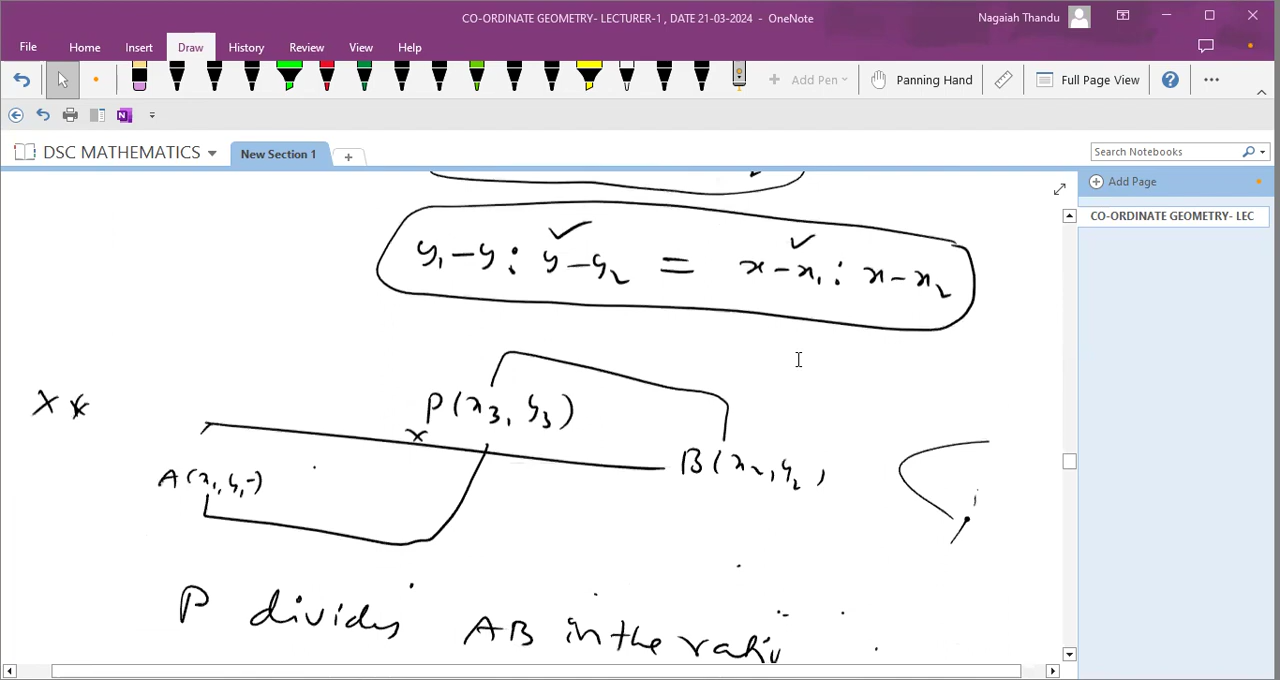 CO-ORDINATE GEOMETRY- LECTURER-1 , DATE 21-03-2024 - OneNote
Nagaiah Thandu
File Home Insert Draw History Review View Help
Add Pen
Panning Hand
Full Page View
DSC MATHEMATICS
New Section 1
Search Notebooks
Add Page
CO-ORDINATE GEOMETRY- LEC
y₁-y : y-y₂ = x-x₁ : x-x₂
P(x₃, y₃)
A(x₁, y₁)
B(x₂, y₂)
P divides AB in the ratio